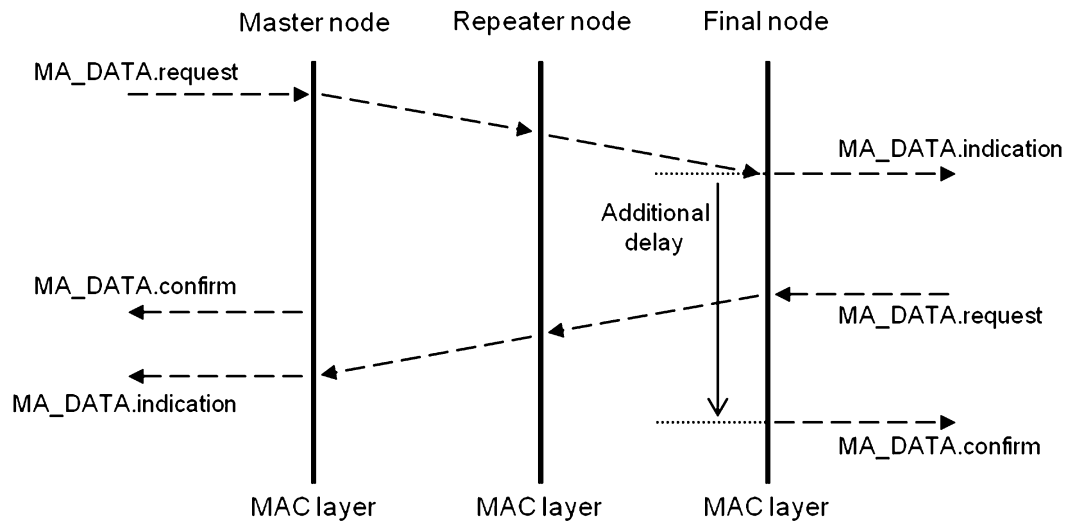 Master node
Repeater node
Final node
MA_DATA.request
MA_DATA.indication
Additional
delay
MA_DATA.confirm
MA_DATA.request
MA_DATA.indication
MA_DATA.confirm
MAC layer
MAC layer
MAC layer